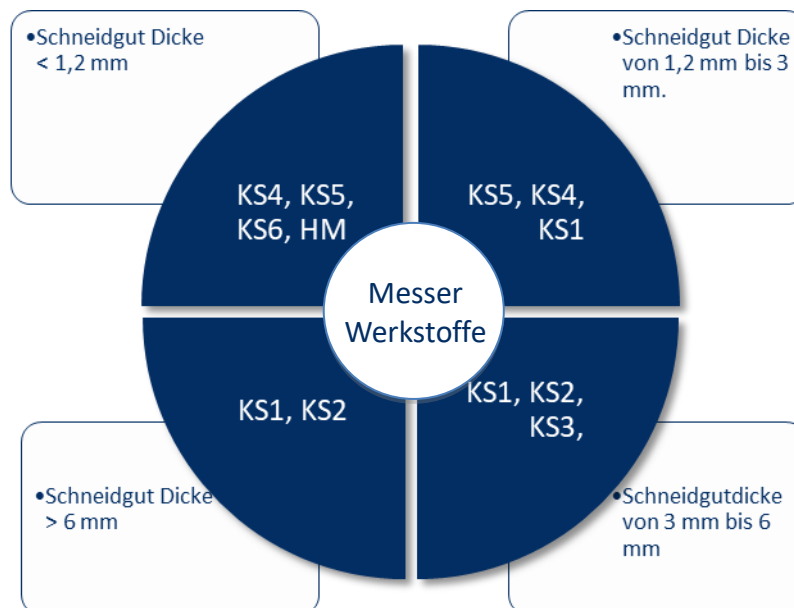 •Schneidgut Dicke
< 1,2 mm
•Schneidgut Dicke
von 1,2 mm bis 3
mm.
KS4, KS5,
KS6, HM
KS5, KS4,
KS1
Messer
Werkstoffe
KS1, KS2
KS1, KS2,
KS3,
•Schneidgut Dicke
> 6 mm
•Schneidgutdicke
von 3 mm bis 6
mm